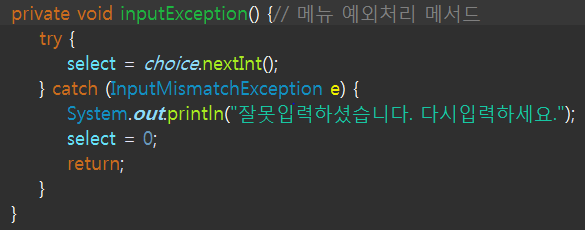 private void inputException() {// 메뉴 예외처리 메서드
try {
select = choice.nextInt();
} catch (InputMismatchException e) {
System.out.println("잘못입력하셨습니다. 다시입력하세요.");
select = 0;
return;
}
}